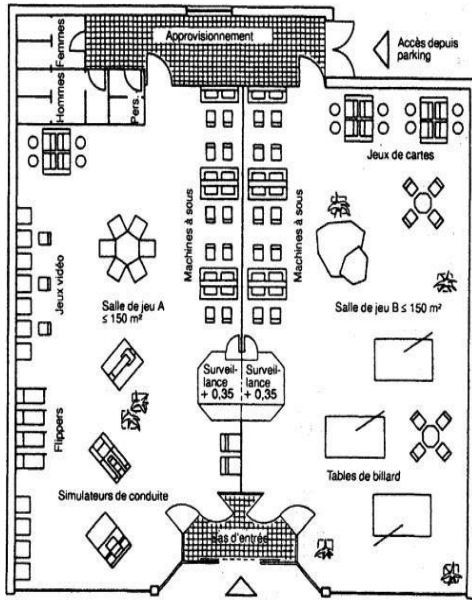 Approvisionnement
Accès depuis
parking
Femmes
Hommes
Pers.
Jeux de cartes
Machines à sous
Machines à sous
Jeux vidéo
Salle de jeu A
≤ 150 m²
Salle de jeu B ≤ 150 m²
Surveil-
lance
+ 0,35
Surveil-
lance
+ 0,35
Flippers
Tables de billard
Simulateurs de conduite
Sas d'entrée